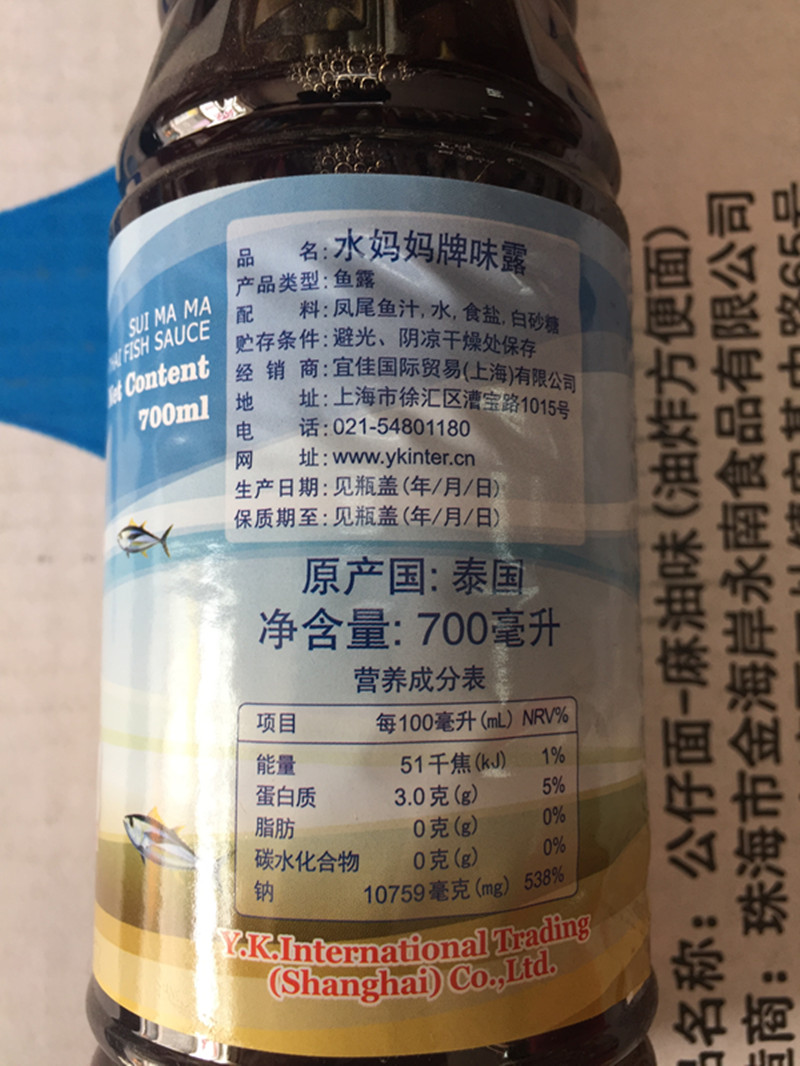 SUI MA MA
FISH SAUCE
Content
700ml
品 名:水妈妈牌味露
产品类型:鱼露
配 料:凤尾鱼汁,水,食盐,白砂糖
贮存条件:避光、阴凉干燥处保存
经 销 商:宜佳国际贸易(上海)有限公司
地 址:上海市徐汇区漕宝路1015号
电 话:021-54801180
网 址:www.ykinter.cn
生产日期:见瓶盖(年/月/日)
保质期至:见瓶盖(年/月/日)
原产国:泰国
净含量:700毫升
营养成分表
项目 每100毫升(mL) NRV%
能量 51千焦(kJ) 1%
蛋白质 3.0克(g) 5%
脂肪 0克(g) 0%
碳水化合物 0克(g) 0%
钠 10759毫克(mg) 538%
Y.K.International Trading
(Shanghai) Co.,Ltd.
品名称: 公仔面-麻油味(油炸方便面)
造商: 珠海市金海岸永南食品有限公司